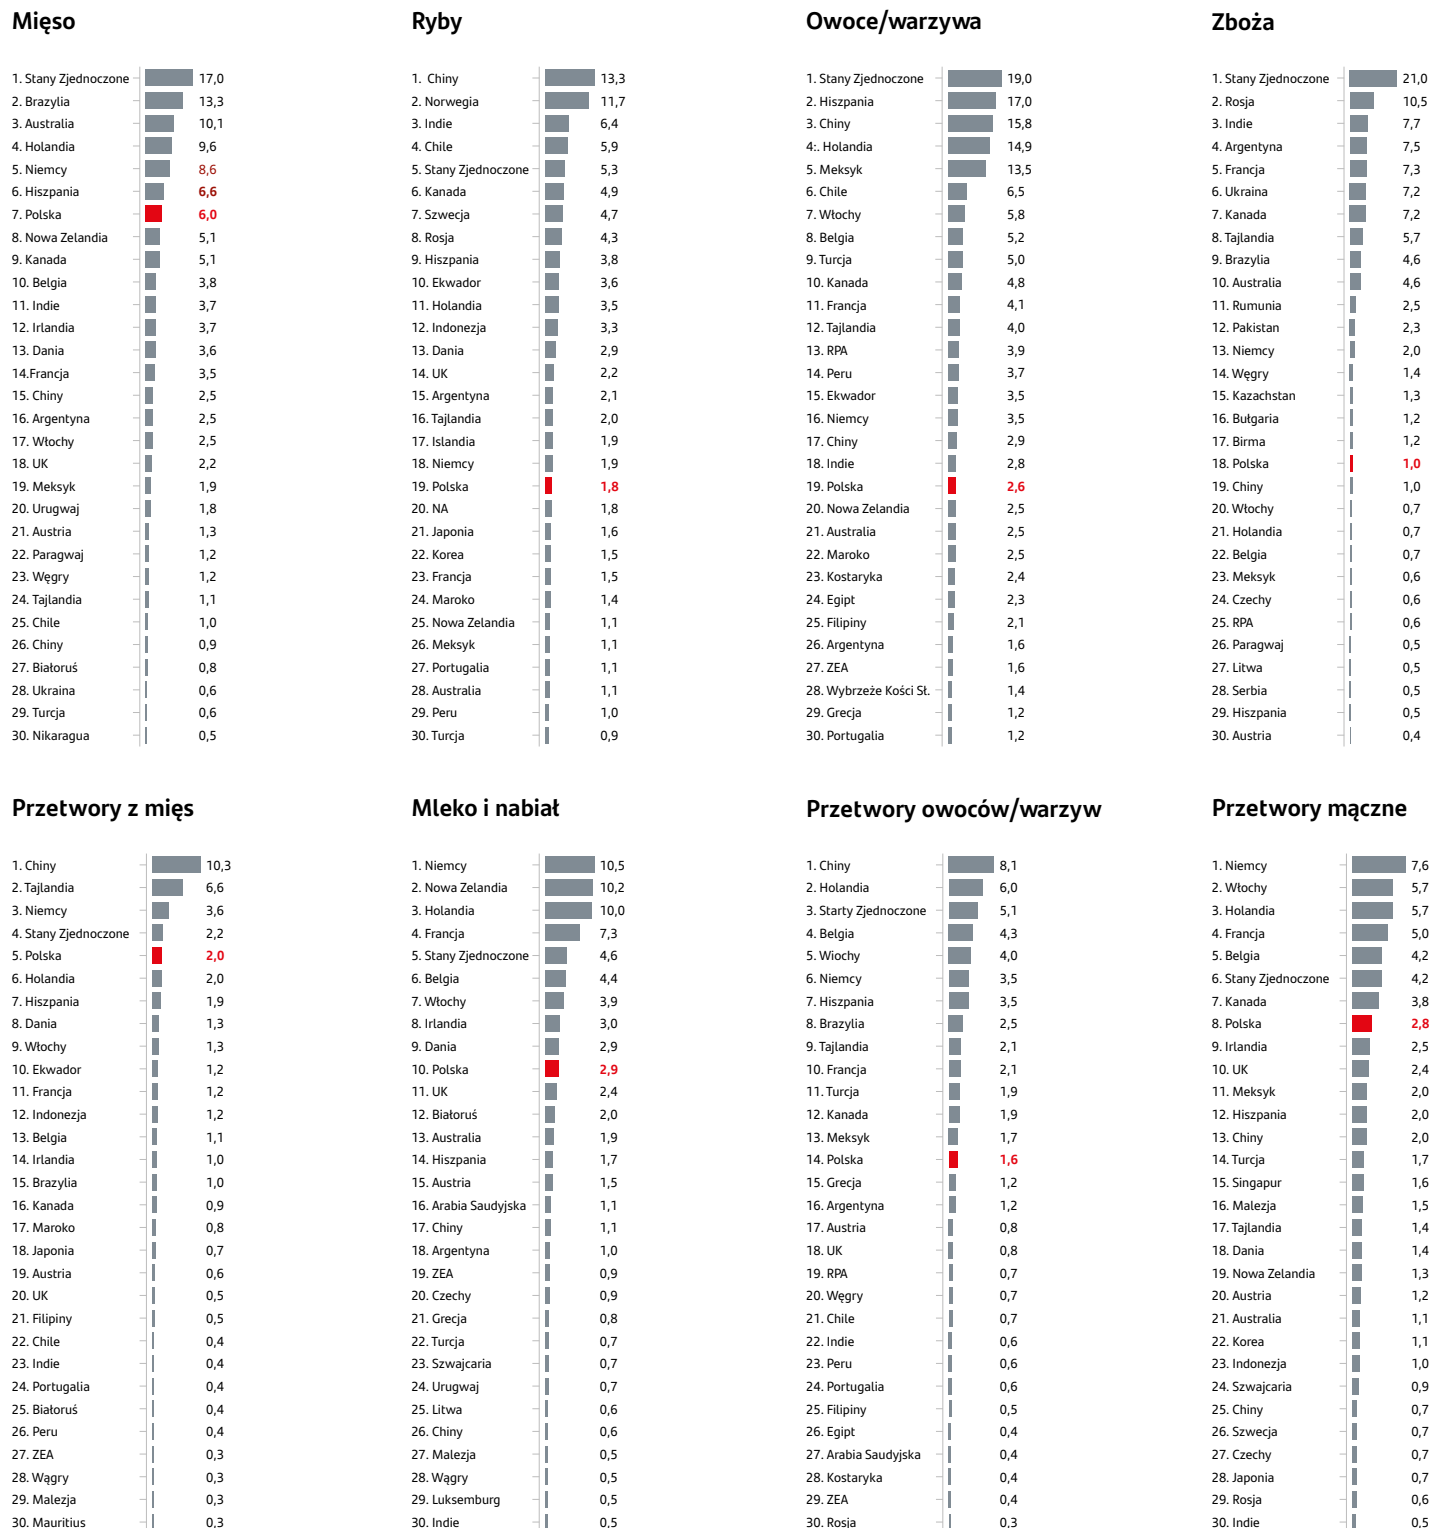 Mięso
1. Stany Zjednoczone 17,0
2. Brazylia 13,3
3. Australia 10,1
4. Holandia 9,6
5. Niemcy 8,6
6. Hiszpania 6,6
7. Polska 6,0
8. Nowa Zelandia 5,1
9. Kanada 5,1
10. Belgia 3,8
11. Indie 3,7
12. Irlandia 3,7
13. Dania 3,6
14.Francja 3,5
15. Chiny 2,5
16. Argentyna 2,5
17. Włochy 2,5
18. UK 2,2
19. Meksyk 1,9
20. Urugwaj 1,8
21. Austria 1,3
22. Paragwaj 1,2
23. Węgry 1,2
24. Tajlandia 1,1
25. Chile 1,0
26. Chiny 0,9
27. Białoruś 0,8
28. Ukraina 0,6
29. Turcja 0,6
30. Nikaragua 0,5
Ryby
1. Chiny 13,3
2. Norwegia 11,7
3. Indie 6,4
4. Chile 5,9
5. Stany Zjednoczone 5,3
6. Kanada 4,9
7. Szwecja 4,7
8. Rosja 4,3
9. Hiszpania 3,8
10. Ekwador 3,6
11. Holandia 3,5
12. Indonezja 3,3
13. Dania 2,9
14. UK 2,2
15. Argentyna 2,1
16. Tajlandia 2,0
17. Islandia 1,9
18. Niemcy 1,9
19. Polska 1,8
20. NA 1,8
21. Japonia 1,6
22. Korea 1,5
23. Francja 1,5
24. Maroko 1,4
25. Nowa Zelandia 1,1
26. Meksyk 1,1
27. Portugalia 1,1
28. Australia 1,1
29. Peru 1,0
30. Turcja 0,9
Owoce/warzywa
1. Stany Zjednoczone 19,0
2. Hiszpania 17,0
3. Chiny 15,8
4:. Holandia 14,9
5. Meksyk 13,5
6. Chile 6,5
7. Włochy 5,8
8. Belgia 5,2
9. Turcja 5,0
10. Kanada 4,8
11. Francja 4,1
12. Tajlandia 4,0
13. RPA 3,9
14. Peru 3,7
15. Ekwador 3,5
16. Niemcy 3,5
17. Chiny 2,9
18. Indie 2,8
19. Polska 2,6
20. Nowa Zelandia 2,5
21. Australia 2,5
22. Maroko 2,5
23. Kostaryka 2,4
24. Egipt 2,3
25. Filipiny 2,1
26. Argentyna 1,6
27. ZEA 1,6
28. Wybrzeże Kości Sł. 1,4
29. Grecja 1,2
30. Portugalia 1,2
Zboża
1. Stany Zjednoczone 21,0
2. Rosja 10,5
3. Indie 7,7
4. Argentyna 7,5
5. Francja 7,3
6. Ukraina 7,2
7. Kanada 7,2
8. Tajlandia 5,7
9. Brazylia 4,6
10. Australia 4,6
11. Rumunia 2,5
12. Pakistan 2,3
13. Niemcy 2,0
14. Węgry 1,4
15. Kazachstan 1,3
16. Bułgaria 1,2
17. Birma 1,2
18. Polska 1,0
19. Chiny 1,0
20. Włochy 0,7
21. Holandia 0,7
22. Belgia 0,7
23. Meksyk 0,6
24. Czechy 0,6
25. RPA 0,6
26. Paragwaj 0,5
27. Litwa 0,5
28. Serbia 0,5
29. Hiszpania 0,5
30. Austria 0,4
Przetwory z mięs
1. Chiny 10,3
2. Tajlandia 6,6
3. Niemcy 3,6
4. Stany Zjednoczone 2,2
5. Polska 2,0
6. Holandia 2,0
7. Hiszpania 1,9
8. Dania 1,3
9. Włochy 1,3
10. Ekwador 1,2
11. Francja 1,2
12. Indonezja 1,2
13. Belgia 1,1
14. Irlandia 1,0
15. Brazylia 1,0
16. Kanada 0,9
17. Maroko 0,8
18. Japonia 0,7
19. Austria 0,6
20. UK 0,5
21. Filipiny 0,5
22. Chile 0,4
23. Indie 0,4
24. Portugalia 0,4
25. Białoruś 0,4
26. Peru 0,4
27. ZEA 0,3
28. Wągry 0,3
29. Malezja 0,3
30. Mauritius 0,3
Mleko i nabiał
1. Niemcy 10,5
2. Nowa Zelandia 10,2
3. Holandia 10,0
4. Francja 7,3
5. Stany Zjednoczone 4,6
6. Belgia 4,4
7. Włochy 3,9
8. Irlandia 3,0
9. Dania 2,9
10. Polska 2,9
11. UK 2,4
12. Białoruś 2,0
13. Australia 1,9
14. Hiszpania 1,7
15. Austria 1,5
16. Arabia Saudyjska 1,1
17. Chiny 1,1
18. Argentyna 1,0
19. ZEA 0,9
20. Czechy 0,9
21. Grecja 0,8
22. Turcja 0,7
23. Szwajcaria 0,7
24. Urugwaj 0,7
25. Litwa 0,6
26. Chiny 0,6
27. Malezja 0,5
28. Wągry 0,5
29. Luksemburg 0,5
30. Indie 0,5
Przetwory owoców/warzyw
1. Chiny 8,1
2. Holandia 6,0
3. Starty Zjednoczone 5,1
4. Belgia 4,3
5. Wiochy 4,0
6. Niemcy 3,5
7. Hiszpania 3,5
8. Brazylia 2,5
9. Tajlandia 2,1
10. Francja 2,1
11. Turcja 1,9
12. Kanada 1,9
13. Meksyk 1,7
14. Polska 1,6
15. Grecja 1,2
16. Argentyna 1,2
17. Austria 0,8
18. UK 0,8
19. RPA 0,7
20. Węgry 0,7
21. Chile 0,7
22. Indie 0,6
23. Peru 0,6
24. Portugalia 0,6
25. Filipiny 0,5
26. Egipt 0,4
27. Arabia Saudyjska 0,4
28. Kostaryka 0,4
29. ZEA 0,4
30. Rosja 0,3
Przetwory mączne
1. Niemcy 7,6
2. Włochy 5,7
3. Holandia 5,7
4. Francja 5,0
5. Belgia 4,2
6. Stany Zjednoczone 4,2
7. Kanada 3,8
8. Polska 2,8
9. Irlandia 2,5
10. UK 2,4
11. Meksyk 2,0
12. Hiszpania 2,0
13. Chiny 2,0
14. Turcja 1,7
15. Singapur 1,6
16. Malezja 1,5
17. Tajlandia 1,4
18. Dania 1,4
19. Nowa Zelandia 1,3
20. Austria 1,2
21. Australia 1,1
22. Korea 1,1
23. Indonezja 1,0
24. Szwajcaria 0,9
25. Chiny 0,7
26. Szwecja 0,7
27. Czechy 0,7
28. Japonia 0,7
29. Rosja 0,6
30. Indie 0,5